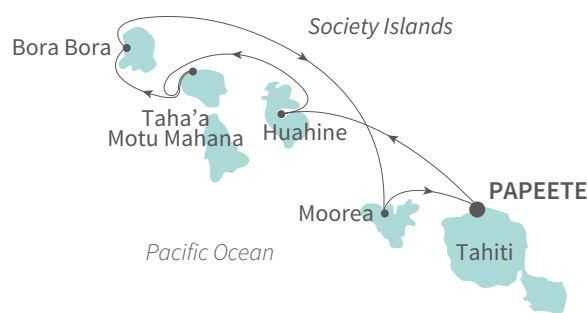 Society Islands
Bora Bora
Taha’a
Motu Mahana
Huahine
PAPEETE
Moorea
Tahiti
Pacific Ocean